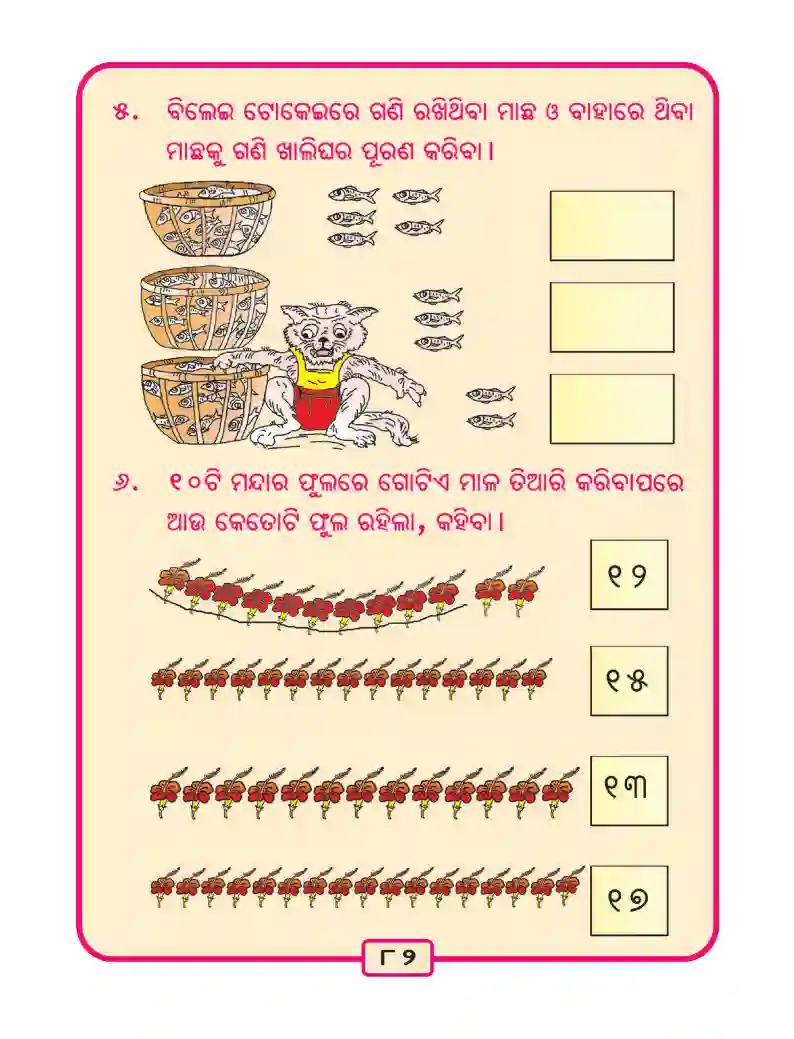 ୫. ବିଲେଇ ଟୋକେଇରେ ଗଣି ରଖିଥିବା ମାଛ ଓ ବାହାରେ ଥିବା
ମାଛକୁ ଗଣି ଖାଲିଘର ପୂରଣ କରିବା।
୬. ୧୦ଟି ମନ୍ଦାର ଫୁଲରେ ଗୋଟିଏ ମାଳ ତିଆରି କରିବାପରେ
ଆଉ କେତୋଟି ଫୁଲ ରହିଲା, କହିବା।
୧୨
୧୫
୧୩
୧୭
୮୭